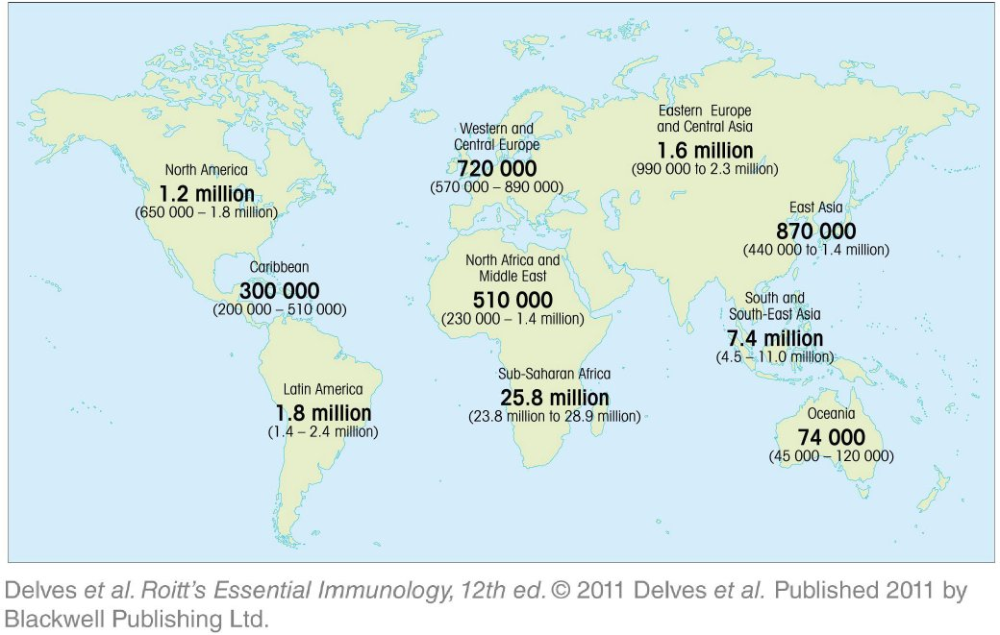 Eastern Europe
and Central Asia
1.6 million
(990 000 to 2.3 million)
Western and
Central Europe
720 000
(570 000 – 890 000)
North America
1.2 million
(650 000 – 1.8 million)
East Asia
870 000
(440 000 to 1.4 million)
Caribbean
300 000
(200 000 – 510 000)
North Africa and
Middle East
510 000
(230 000 – 1.4 million)
South and
South-East Asia
7.4 million
(4.5 – 11.0 million)
Sub-Saharan Africa
25.8 million
(23.8 million to 28.9 million)
Latin America
1.8 million
(1.4 – 2.4 million)
Oceania
74 000
(45 000 – 120 000)
Delves et al. Roitt's Essential Immunology, 12th ed. © 2011 Delves et al. Published 2011 by
Blackwell Publishing Ltd.